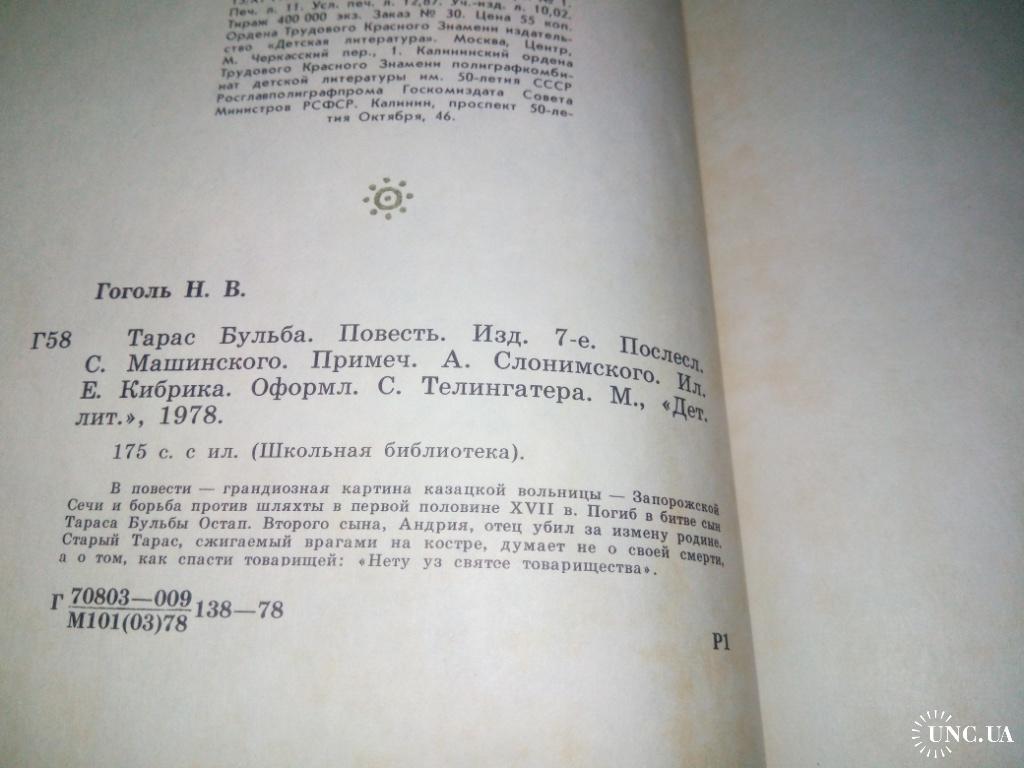 Печ. л. 11. Усл. печ. л. 12,87. Уч.-изд. л. 10,02.
Тираж 400 000 экз. Заказ № 30. Цена 55 коп.
Ордена Трудового Красного Знамени издатель-
ство «Детская литература». Москва, Центр,
М. Черкасский пер., 1. Калининский ордена
Трудового Красного Знамени полиграфкомби-
нат детской литературы им. 50-летия СССР
Росглавполиграфпрома Госкомиздата Совета
Министров РСФСР. Калинин, проспект 50-ле-
тия Октября, 46.
Гоголь Н. В.
Г58 Тарас Бульба. Повесть. Изд. 7-е. Послесл.
С. Машинского. Примеч. А. Слонимского. Ил.
Е. Кибрика. Оформл. С. Телингатера. М., «Дет.
лит.», 1978.
175 с. с ил. (Школьная библиотека).
В повести — грандиозная картина казацкой вольницы — Запорожской
Сечи и борьба против шляхты в первой половине XVII в. Погиб в битве сын
Тараса Бульбы Остап. Второго сына, Андрия, отец убил за измену родине.
Старый Тарас, сжигаемый врагами на костре, думает не о своей смерти,
а о том, как спасти товарищей: «Нету уз святее товарищества».
Г 70803—009 138—78
М101(03)78
Р1
UNC.UA